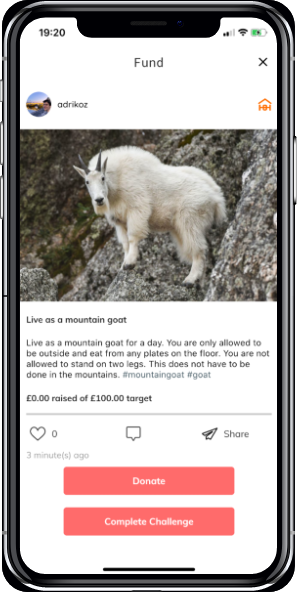 19:20
Fund
adrikoz
Live as a mountain goat
Live as a mountain goat for a day. You are only allowed to
be outside and eat from any plates on the floor. You are not
allowed to stand on two legs. This does not have to be
done in the mountains. #mountaingoat #goat
£0.00 raised of £100.00 target
0
Share
3 minute(s) ago
Donate
Complete Challenge